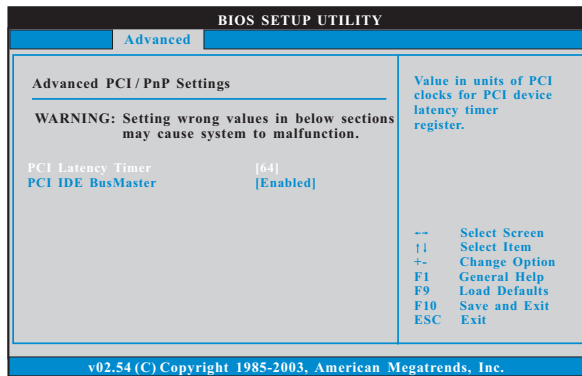 BIOS SETUP UTILITY
Advanced
Advanced PCI / PnP Settings
WARNING: Setting wrong values in below sections
may cause system to malfunction.
PCI Latency Timer [64]
PCI IDE BusMaster [Enabled]
Value in units of PCI
clocks for PCI device
latency timer
register.
←→ Select Screen
↑↓ Select Item
+- Change Option
F1 General Help
F9 Load Defaults
F10 Save and Exit
ESC Exit
v02.54 (C) Copyright 1985-2003, American Megatrends, Inc.